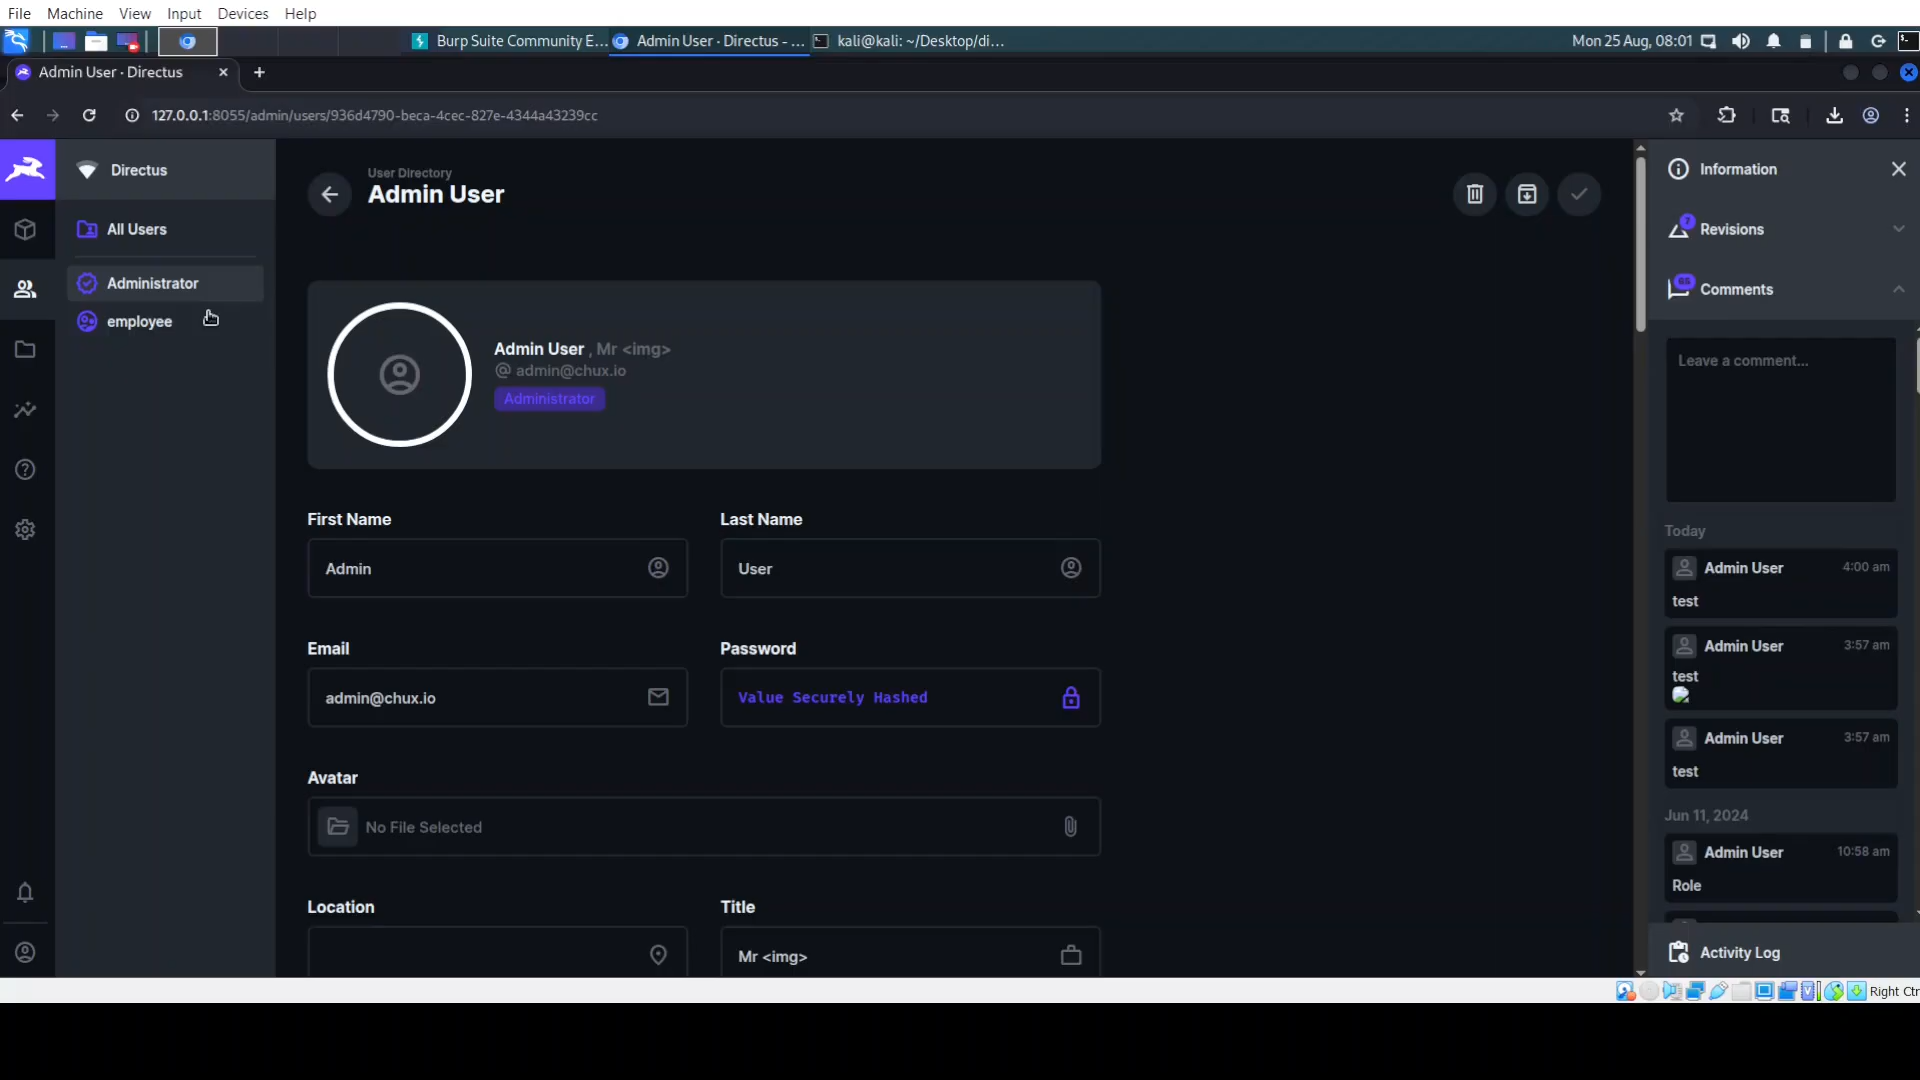 File Machine View Input Devices Help
Burp Suite Community E... Admin User · Directus - ... kali@kali: ~/Desktop/di... Mon 25 Aug, 08:01
Admin User · Directus
127.0.0.1:8055/admin/users/936d4790-beca-4cec-827e-4344a43239cc
Directus
All Users
Administrator
employee
User Directory
Admin User
Admin User , Mr <img>
@ admin@chux.io
Administrator
First Name
Admin
Last Name
User
Email
admin@chux.io
Password
Value Securely Hashed
Avatar
No File Selected
Location
Title
Mr <img>
Information
7
Revisions
Comments
Leave a comment...
Today
Admin User 4:00 am
test
Admin User 3:57 am
test
Admin User 3:57 am
test
Jun 11, 2024
Admin User 10:58 am
Role
Activity Log
Right Ctr